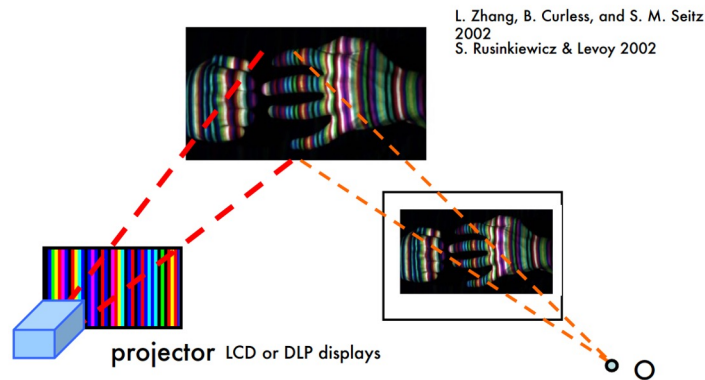 L. Zhang, B. Curless, and S. M. Seitz
2002
S. Rusinkiewicz & Levoy 2002
projector LCD or DLP displays